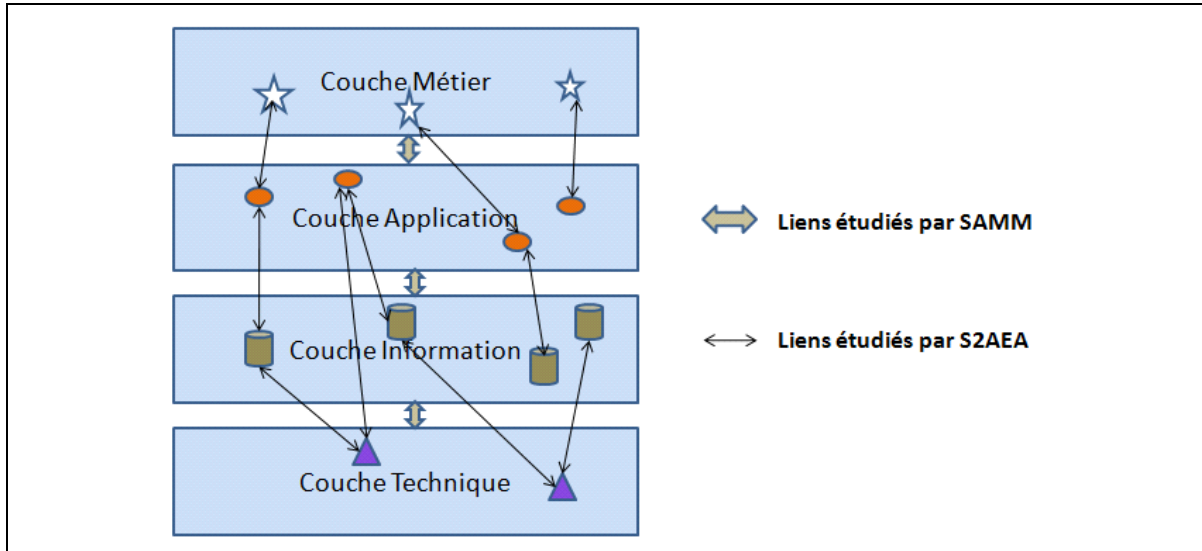 Couche Métier
Couche Application
Liens étudiés par SAMM
Couche Information
Liens étudiés par S2AEA
Couche Technique